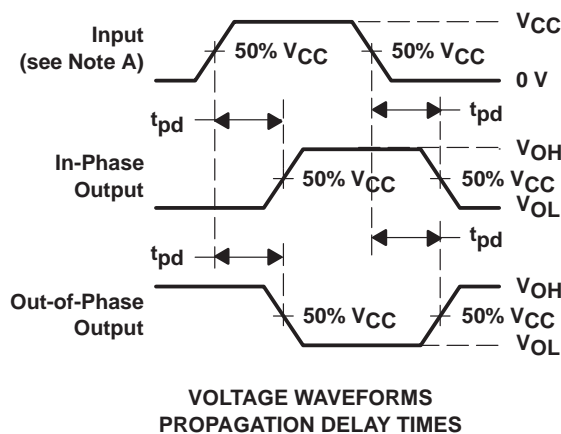 Input
(see Note A)
50% VCC
50% VCC
VCC
0 V
tpd
tpd
In-Phase
Output
50% VCC
VOH
50% VCC
VOL
tpd
tpd
Out-of-Phase
Output
50% VCC
VOH
50% VCC
VOL
VOLTAGE WAVEFORMS
PROPAGATION DELAY TIMES